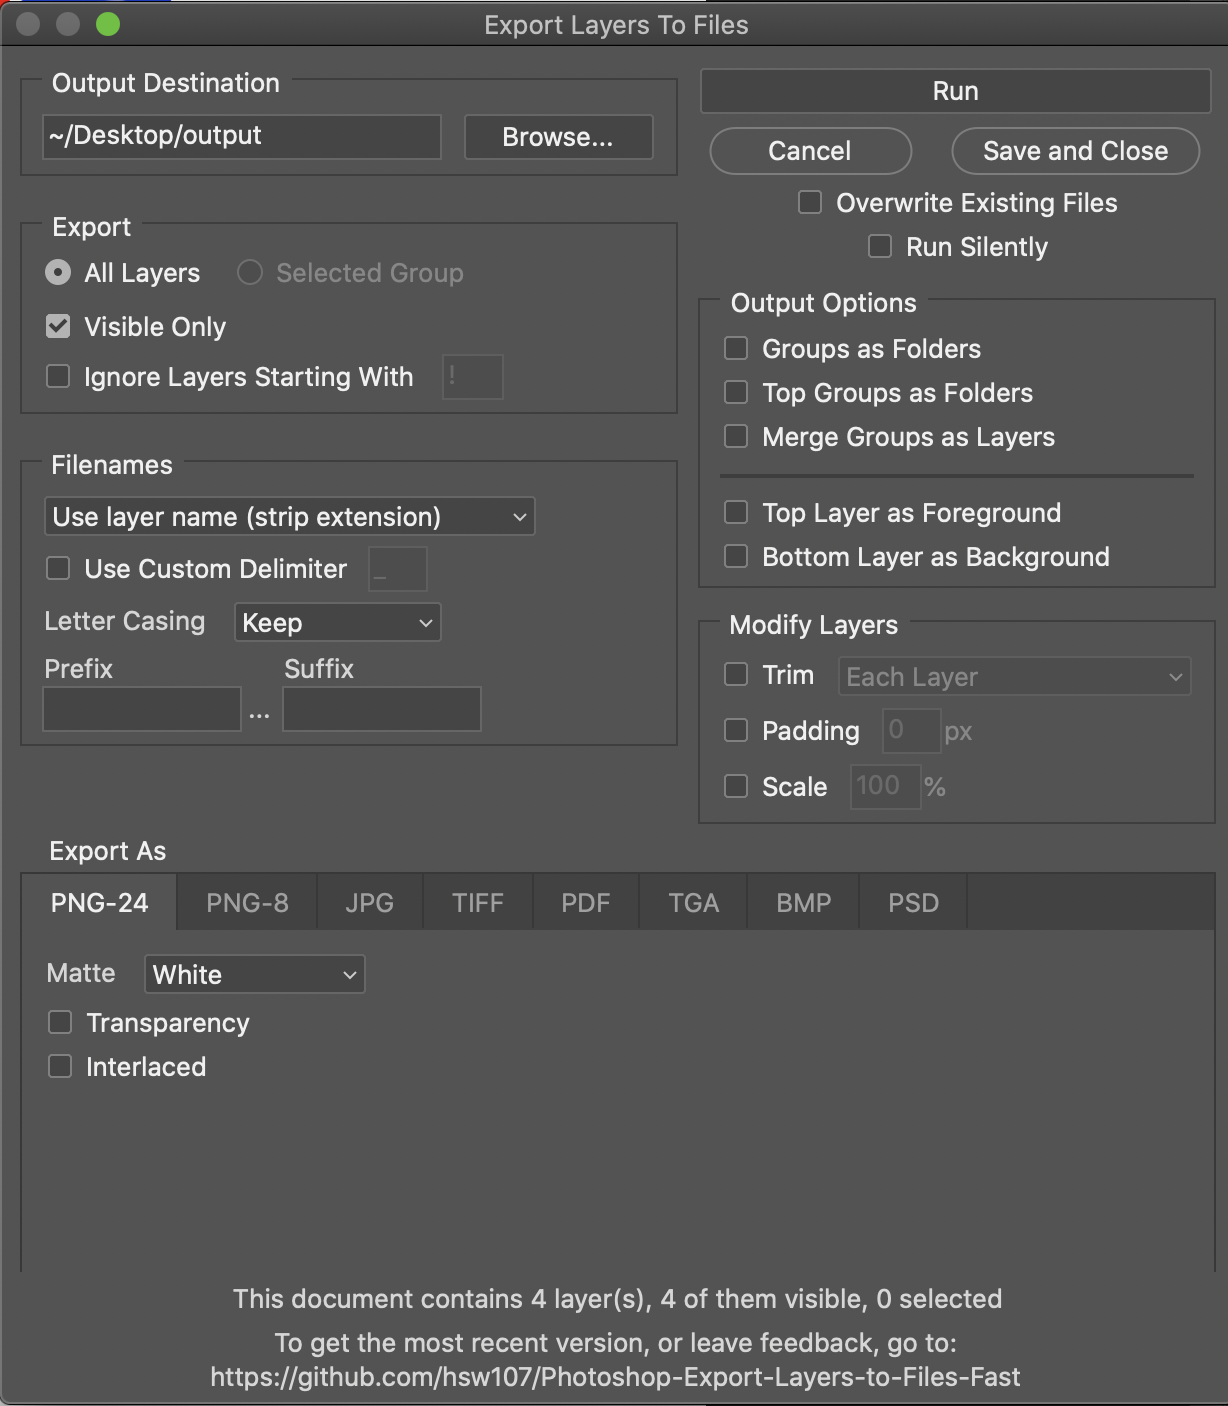 Export Layers To Files
Output Destination
~/Desktop/output
Browse...
Run
Cancel
Save and Close
Overwrite Existing Files
Run Silently
Export
All Layers
Selected Group
Visible Only
Ignore Layers Starting With
!
Output Options
Groups as Folders
Top Groups as Folders
Merge Groups as Layers
Top Layer as Foreground
Bottom Layer as Background
Filenames
Use layer name (strip extension)
Use Custom Delimiter
_
Letter Casing
Keep
Prefix
Suffix
...
Modify Layers
Trim
Each Layer
Padding
0
px
Scale
100
%
Export As
PNG-24
PNG-8
JPG
TIFF
PDF
TGA
BMP
PSD
Matte
White
Transparency
Interlaced
This document contains 4 layer(s), 4 of them visible, 0 selected
To get the most recent version, or leave feedback, go to:
https://github.com/hsw107/Photoshop-Export-Layers-to-Files-Fast